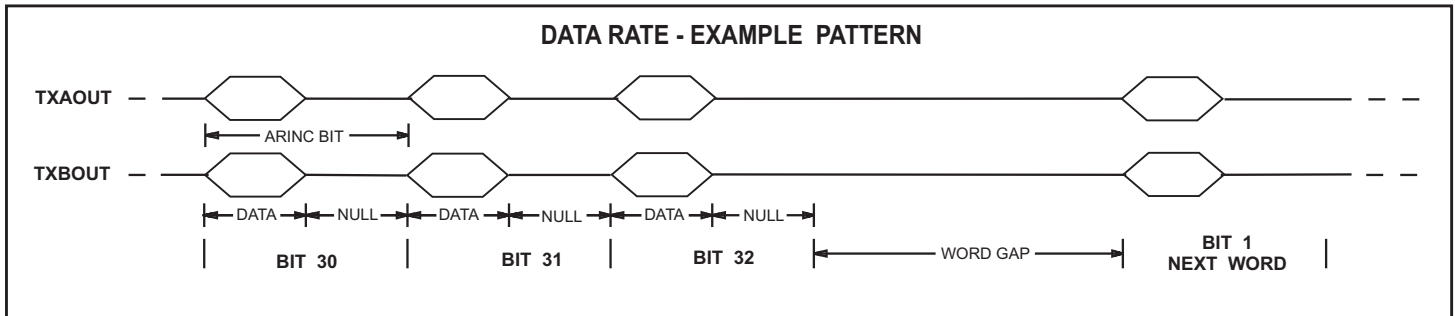 DATA RATE - EXAMPLE PATTERN
TXAOUT
ARINC BIT
TXBOUT
DATA NULL DATA NULL DATA NULL
BIT 30 BIT 31 BIT 32 WORD GAP BIT 1
NEXT WORD